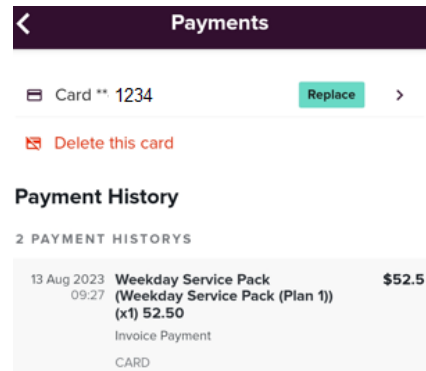 Payments
Card ** 1234
Replace
Delete this card
Payment History
2 PAYMENT HISTORYS
13 Aug 2023 Weekday Service Pack $52.5
09:27 (Weekday Service Pack (Plan 1))
(x1) 52.50
Invoice Payment
CARD